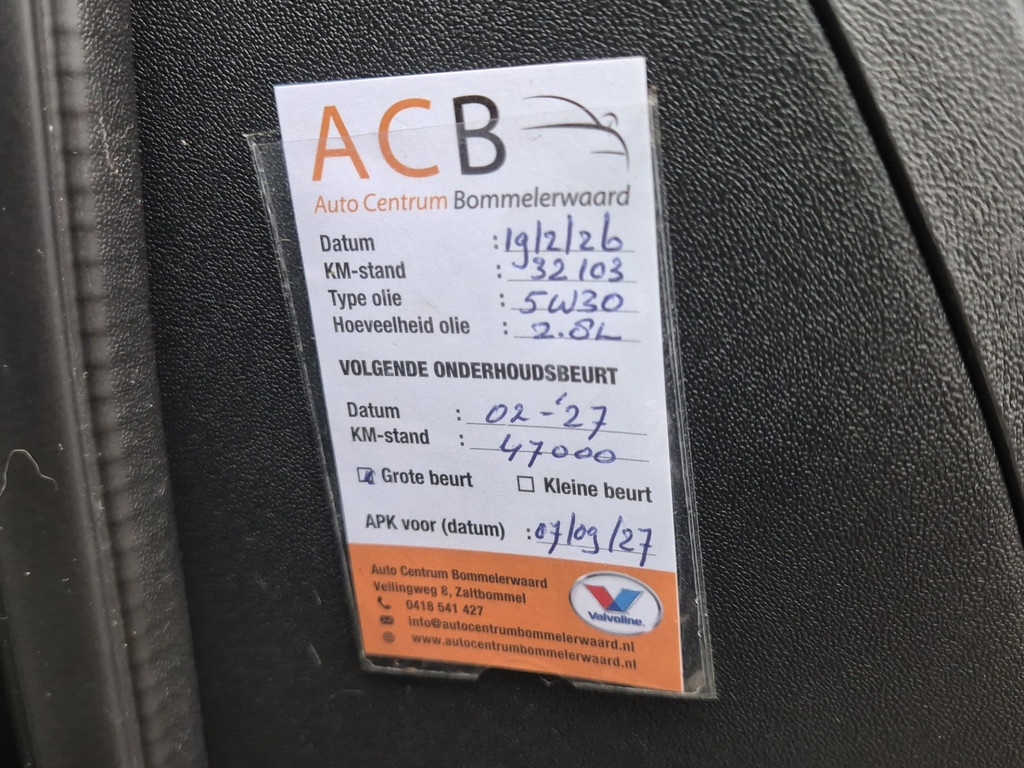 ACB
Auto Centrum Bommelerwaard
Datum : 19/2/26
KM-stand : 32103
Type olie : 5W30
Hoeveelheid olie : 2.8L
VOLGENDE ONDERHOUDSBEURT
Datum : 02-'27
KM-stand : 47000
Grote beurt Kleine beurt
APK voor (datum) : 07/09/27
Auto Centrum Bommelerwaard
Veilingweg 8, Zaltbommel
0418 541 427
info@autocentrumbommelerwaard.nl
www.autocentrumbommelerwaard.nl
Valvoline